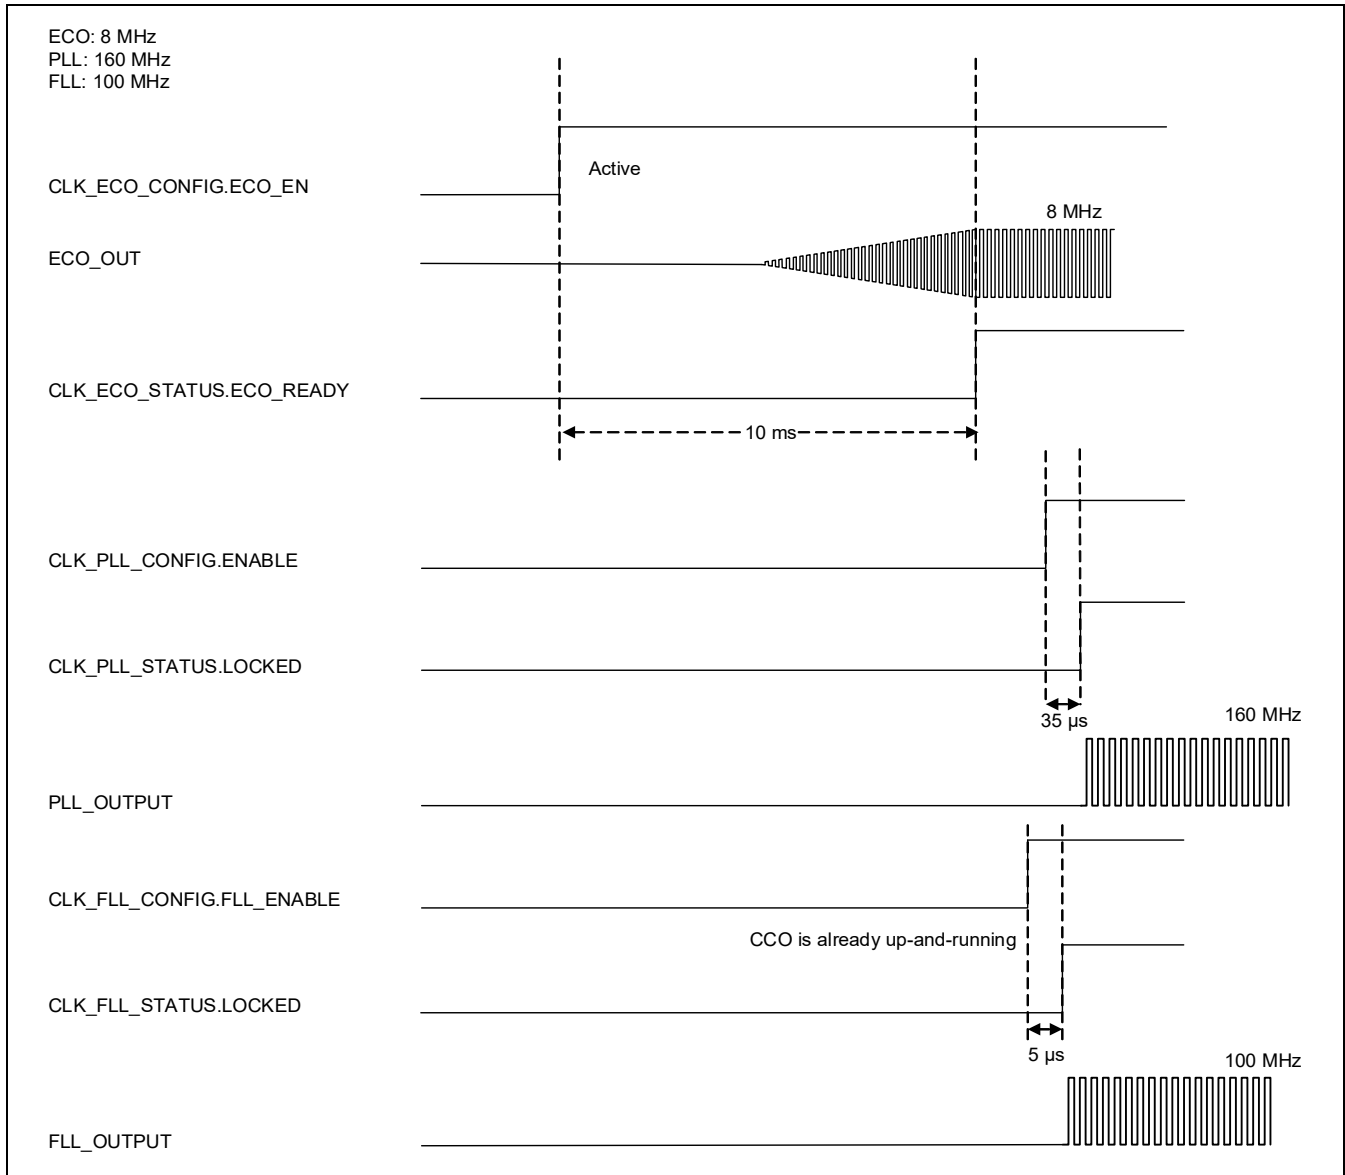 ECO: 8 MHz
PLL: 160 MHz
FLL: 100 MHz
Active
CLK_ECO_CONFIG.ECO_EN
8 MHz
ECO_OUT
CLK_ECO_STATUS.ECO_READY
10 ms
CLK_PLL_CONFIG.ENABLE
CLK_PLL_STATUS.LOCKED
35 µs
160 MHz
PLL_OUTPUT
CLK_FLL_CONFIG.FLL_ENABLE
CCO is already up-and-running
CLK_FLL_STATUS.LOCKED
5 µs
100 MHz
FLL_OUTPUT